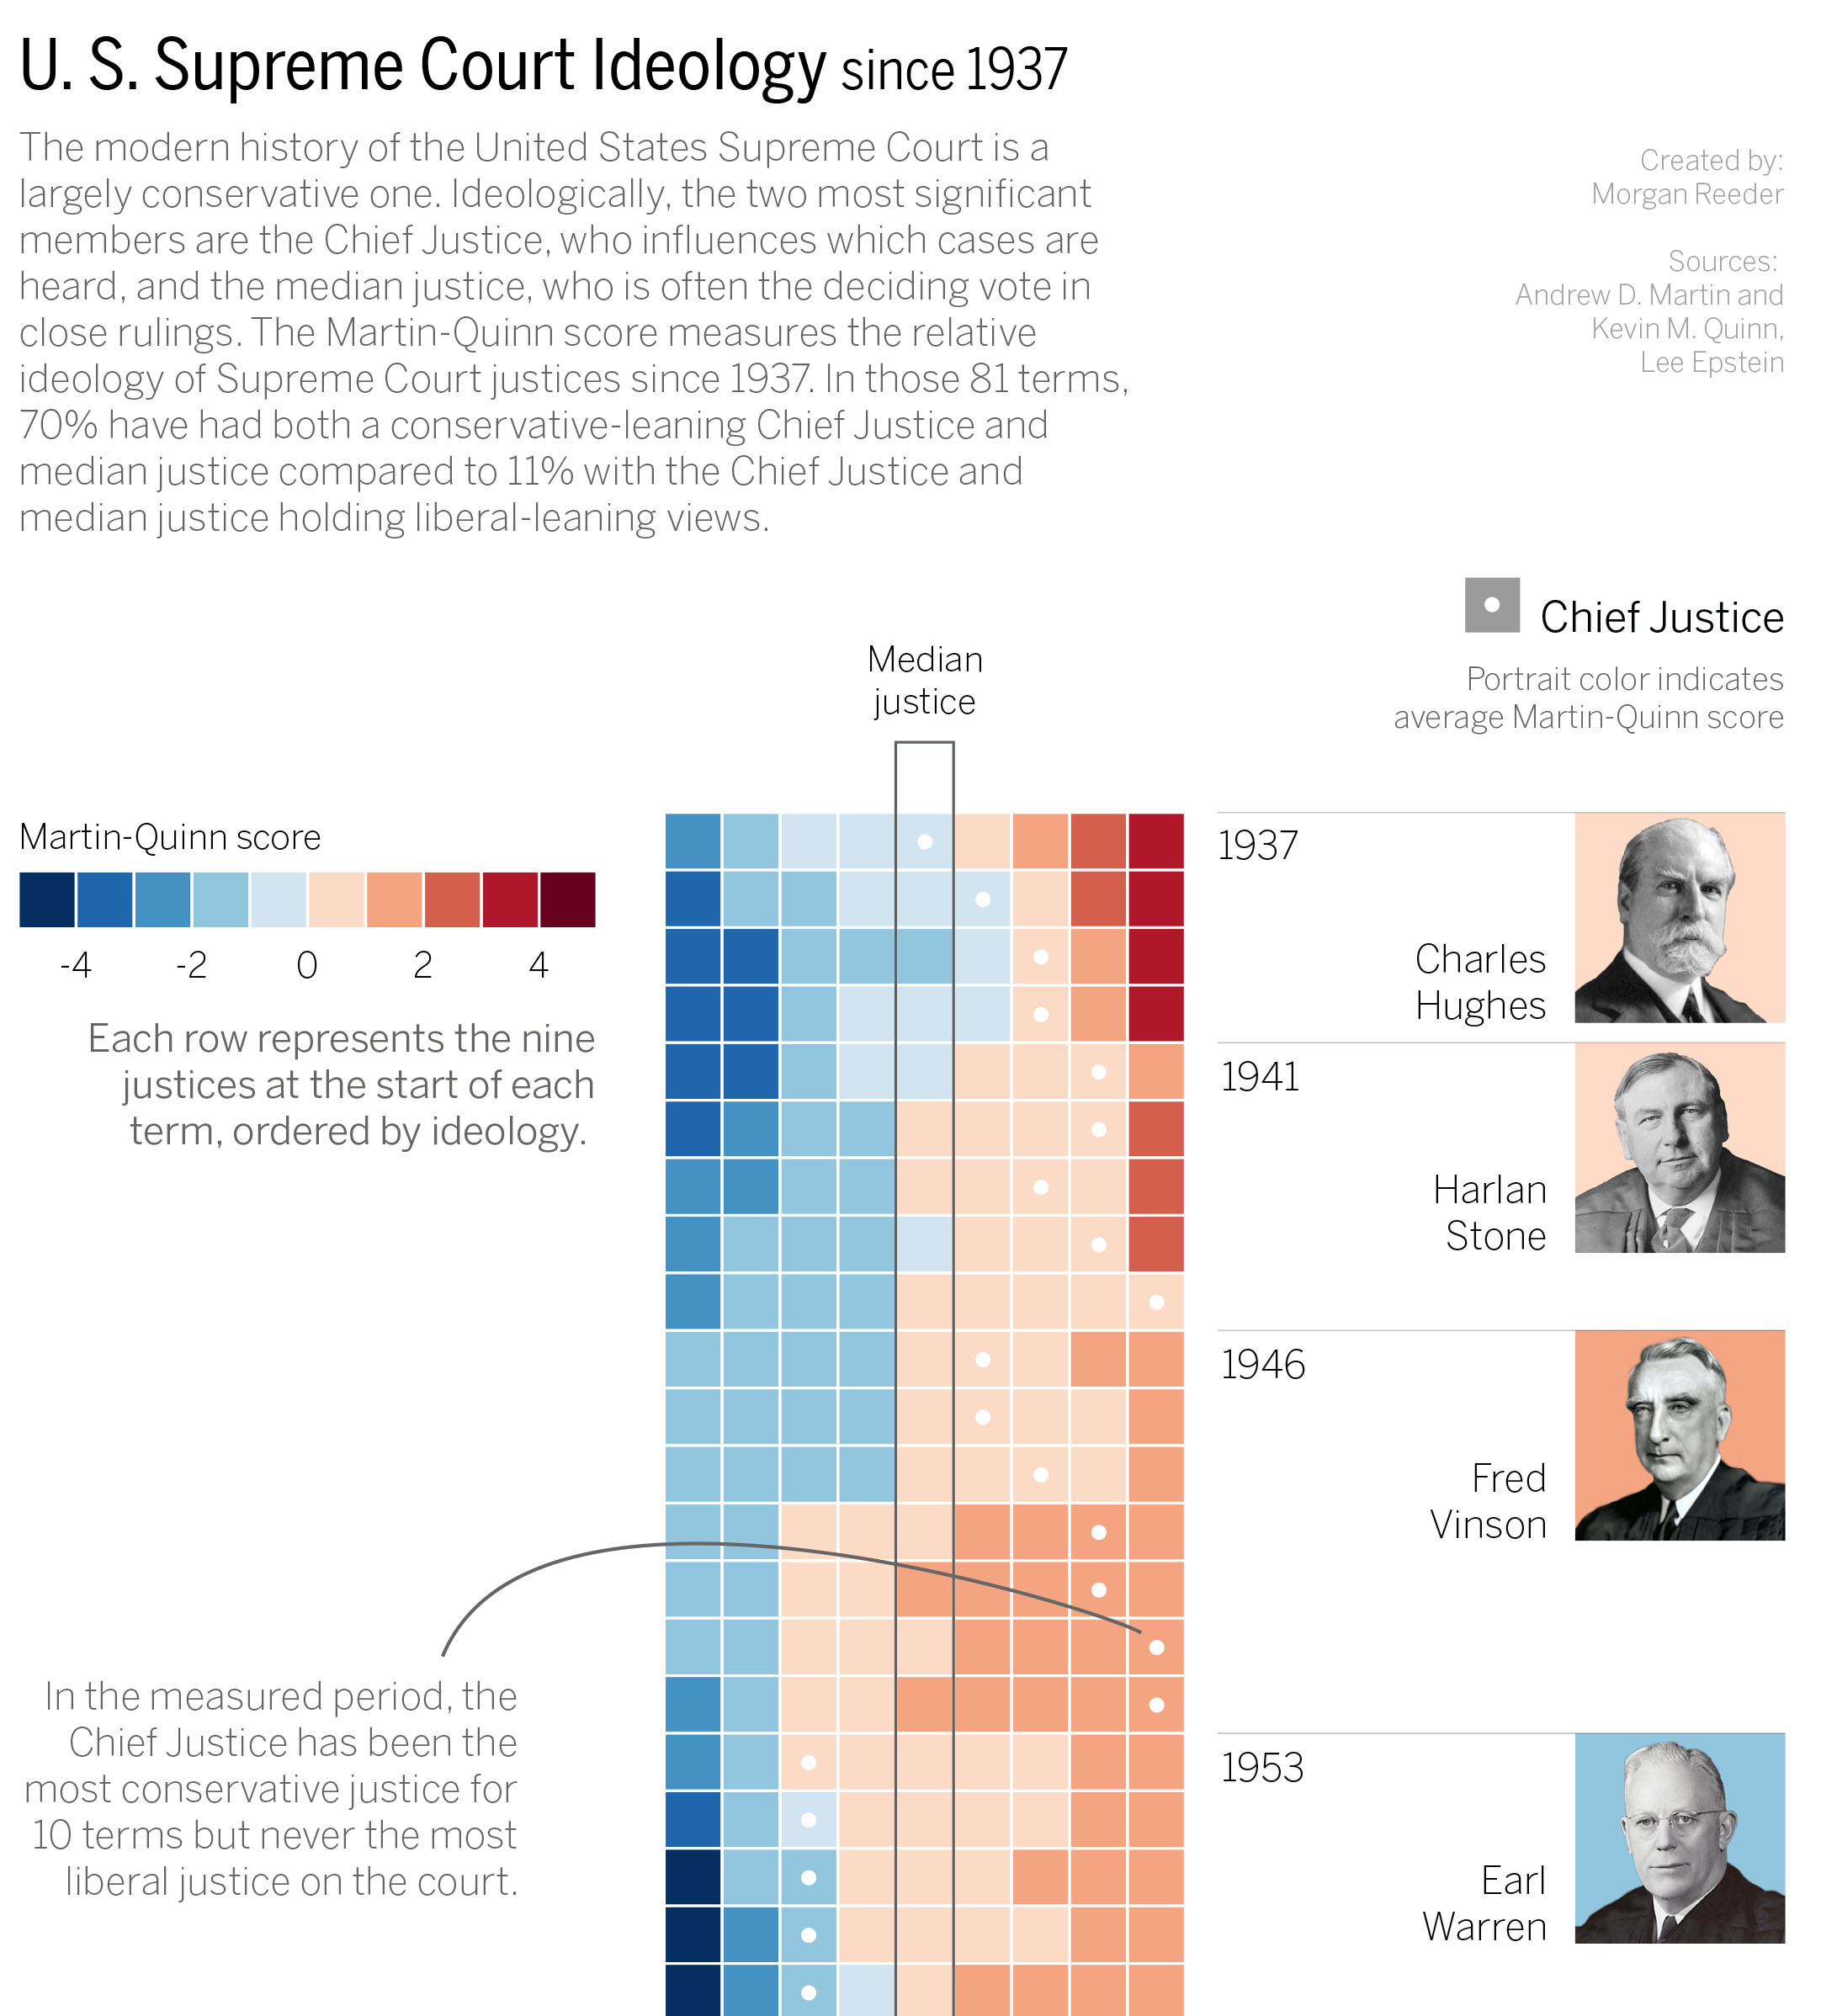 U. S. Supreme Court Ideology since 1937
The modern history of the United States Supreme Court is a
largely conservative one. Ideologically, the two most significant
members are the Chief Justice, who influences which cases are
heard, and the median justice, who is often the deciding vote in
close rulings. The Martin-Quinn score measures the relative
ideology of Supreme Court justices since 1937. In those 81 terms,
70% have had both a conservative-leaning Chief Justice and
median justice compared to 11% with the Chief Justice and
median justice holding liberal-leaning views.
Created by:
Morgan Reeder
Sources:
Andrew D. Martin and
Kevin M. Quinn,
Lee Epstein
Chief Justice
Portrait color indicates
average Martin-Quinn score
Median
justice
Martin-Quinn score
-4 -2 0 2 4
Each row represents the nine
justices at the start of each
term, ordered by ideology.
1937
Charles
Hughes
1941
Harlan
Stone
1946
Fred
Vinson
In the measured period, the
Chief Justice has been the
most conservative justice for
10 terms but never the most
liberal justice on the court.
1953
Earl
Warren